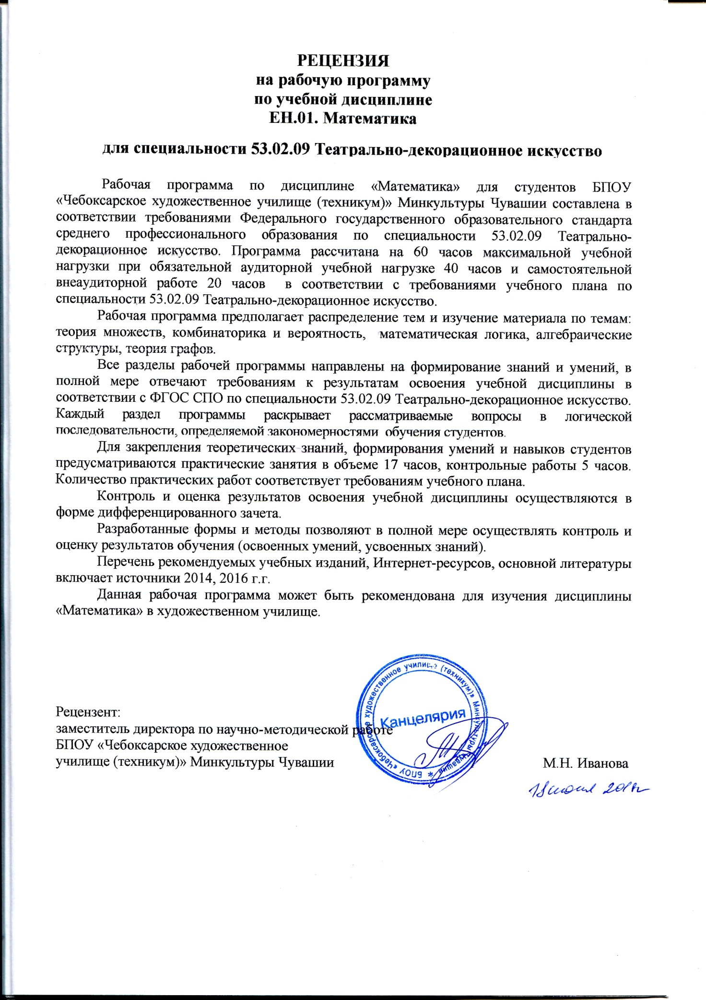 РЕЦЕНЗИЯ
на рабочую программу
по учебной дисциплине
ЕН.01. Математика
для специальности 53.02.09 Театрально-декорационное искусство
Рабочая программа по дисциплине «Математика» для студентов БПОУ
«Чебоксарское художественное училище (техникум)» Минкультуры Чувашии составлена в
соответствии требованиями Федерального государственного образовательного стандарта
среднего профессионального образования по специальности 53.02.09 Театрально-
декорационное искусство. Программа рассчитана на 60 часов максимальной учебной
нагрузки при обязательной аудиторной учебной нагрузке 40 часов и самостоятельной
внеаудиторной работе 20 часов в соответствии с требованиями учебного плана по
специальности 53.02.09 Театрально-декорационное искусство.
Рабочая программа предполагает распределение тем и изучение материала по темам:
теория множеств, комбинаторика и вероятность, математическая логика, алгебраические
структуры, теория графов.
Все разделы рабочей программы направлены на формирование знаний и умений, в
полной мере отвечают требованиям к результатам освоения учебной дисциплины в
соответствии с ФГОС СПО по специальности 53.02.09 Театрально-декорационное искусство.
Каждый раздел программы раскрывает рассматриваемые вопросы в логической
последовательности, определяемой закономерностями обучения студентов.
Для закрепления теоретических знаний, формирования умений и навыков студентов
предусматриваются практические занятия в объеме 17 часов, контрольные работы 5 часов.
Количество практических работ соответствует требованиям учебного плана.
Контроль и оценка результатов освоения учебной дисциплины осуществляются в
форме дифференцированного зачета.
Разработанные формы и методы позволяют в полной мере осуществлять контроль и
оценку результатов обучения (освоенных умений, усвоенных знаний).
Перечень рекомендуемых учебных изданий, Интернет-ресурсов, основной литературы
включает источники 2014, 2016 г.г.
Данная рабочая программа может быть рекомендована для изучения дисциплины
«Математика» в художественном училище.
Рецензент:
заместитель директора по научно-методической работе
БПОУ «Чебоксарское художественное
училище (техникум)» Минкультуры Чувашии М.Н. Иванова
БПОУ «Чебоксарское художественное училище (техникум)» Минкультуры Чувашии *
Канцелярия